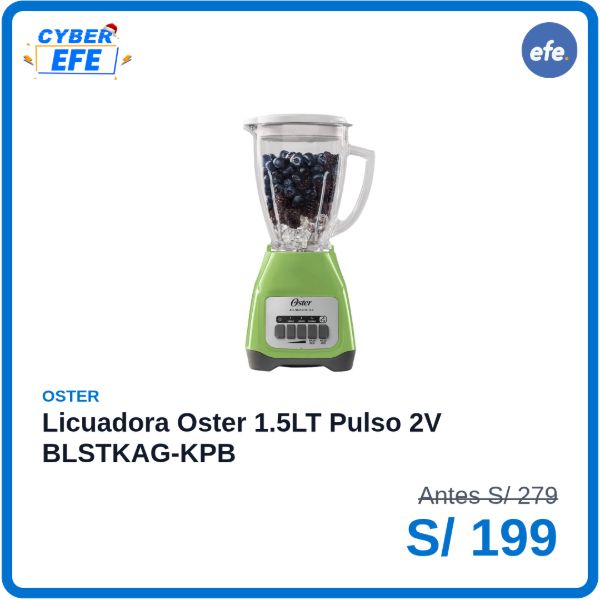 CYBER
EFE
efe.
Oster
OSTER
Licuadora Oster 1.5LT Pulso 2V
BLSTKAG-KPB
Antes S/ 279
S/ 199